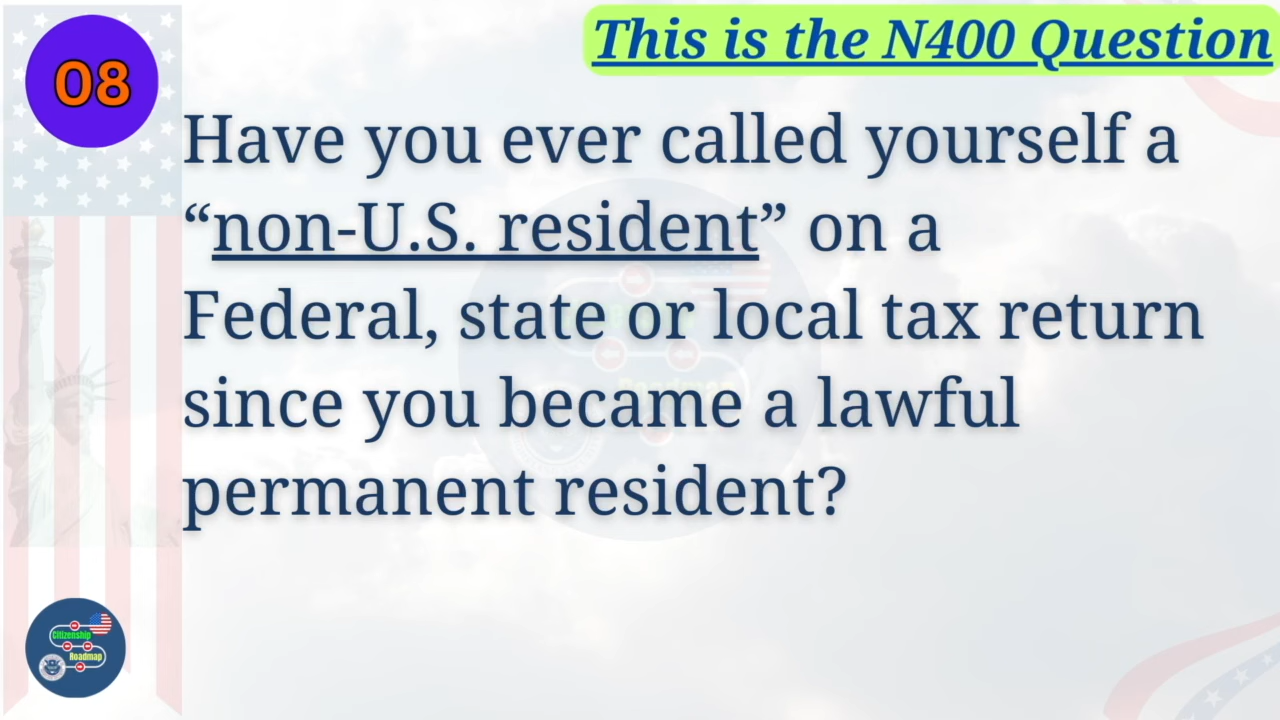 08
This is the N400 Question
Have you ever called yourself a
“non-U.S. resident” on a
Federal, state or local tax return
since you became a lawful
permanent resident?
Citizenship
Roadmap